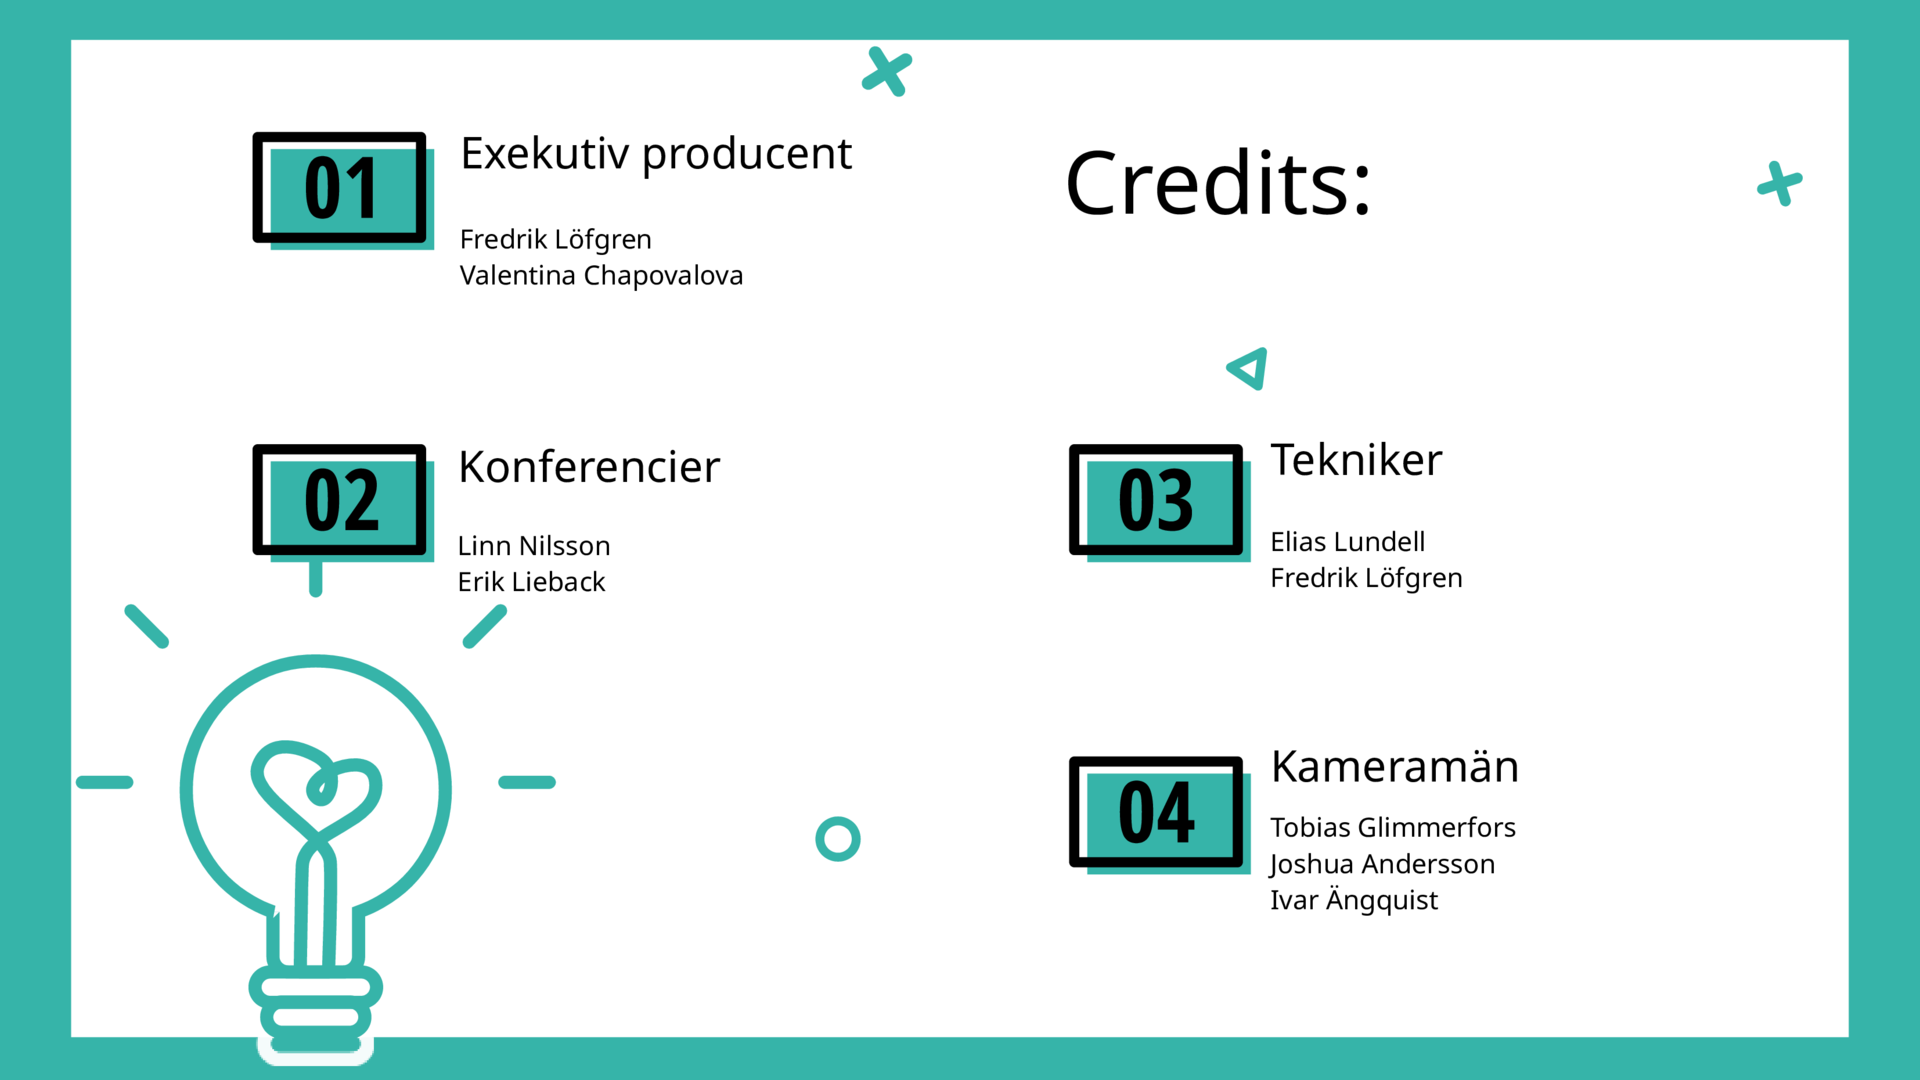 Credits:
01
Exekutiv producent
Fredrik Löfgren
Valentina Chapovalova
02
Konferencier
Linn Nilsson
Erik Lieback
03
Tekniker
Elias Lundell
Fredrik Löfgren
04
Kameramän
Tobias Glimmerfors
Joshua Andersson
Ivar Ängquist